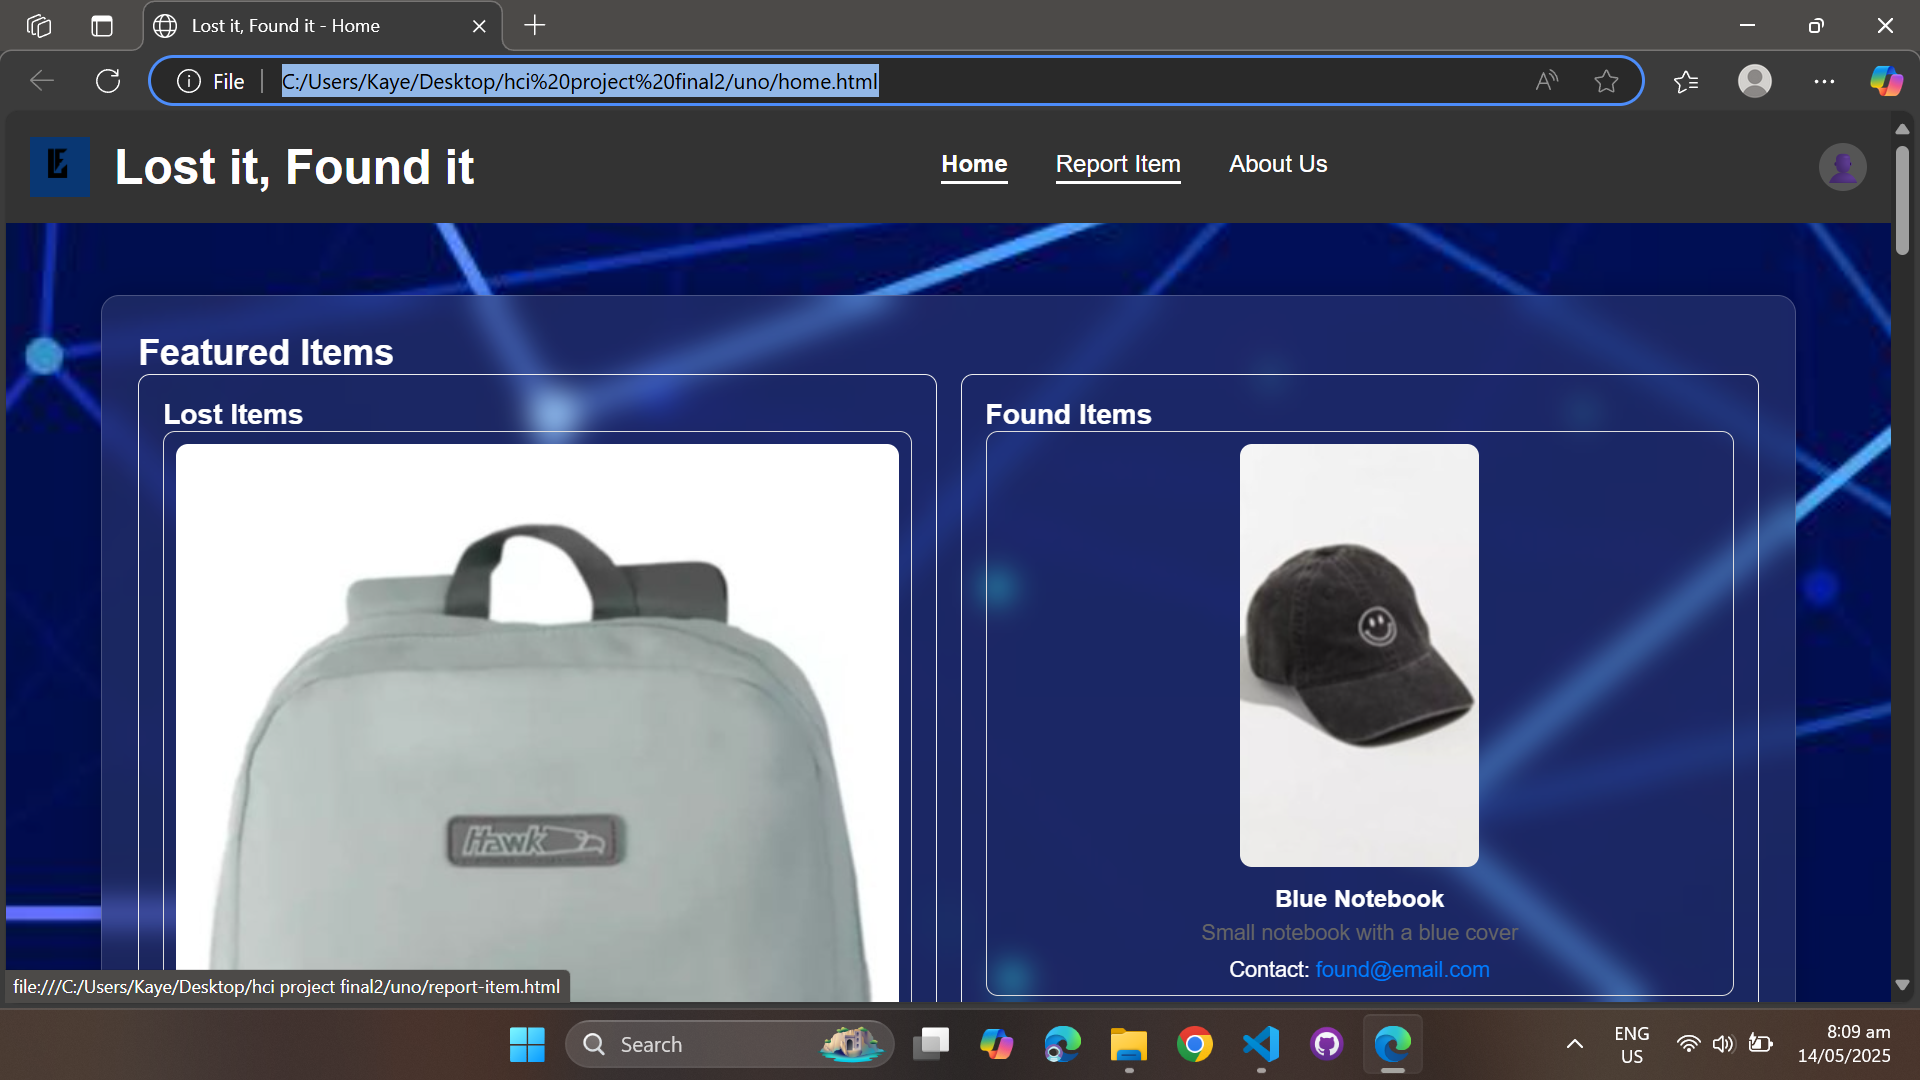 Lost it, Found it - Home
File
C:/Users/Kaye/Desktop/hci%20project%20final2/uno/home.html
Lost it, Found it
Home
Report Item
About Us
Featured Items
Lost Items
Hawk
Found Items
Blue Notebook
Small notebook with a blue cover
Contact: found@email.com
file:///C:/Users/Kaye/Desktop/hci project final2/uno/report-item.html
Search
ENG
US
8:09 am
14/05/2025